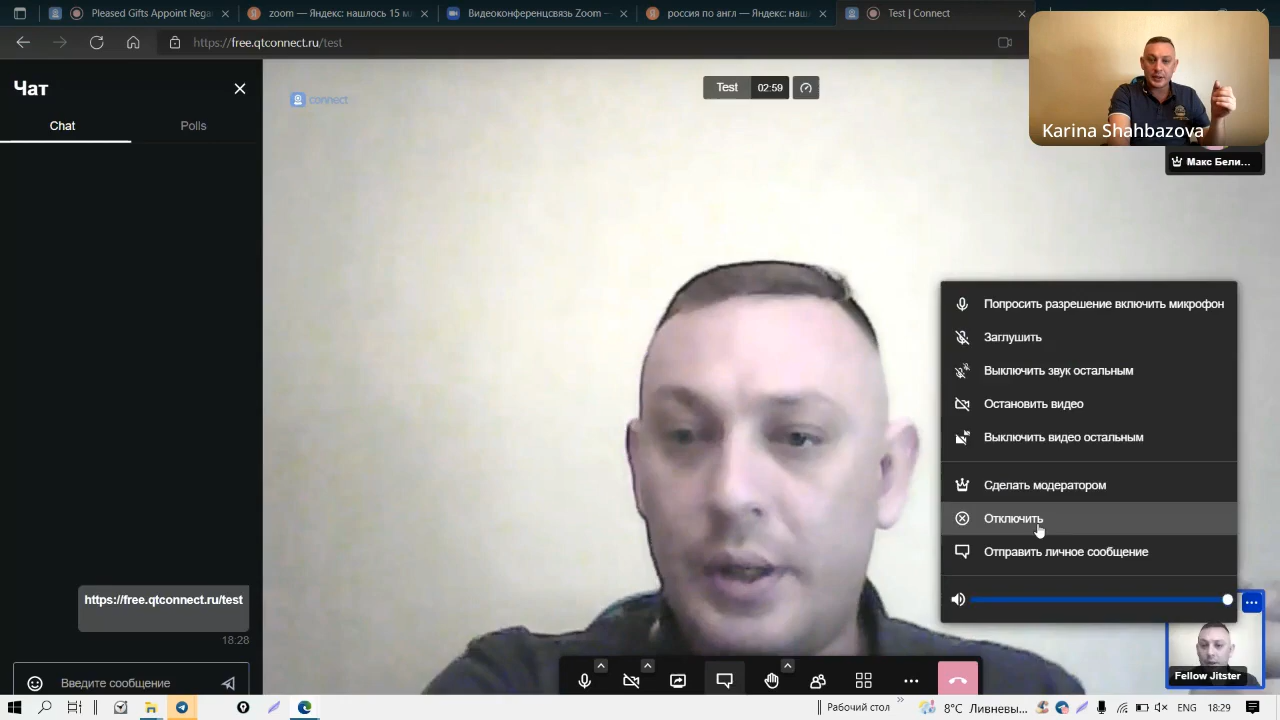 Pleased Gifts Appoint Regar
zoom — Яндекс: нашлось 15 м
Видеоконференцсвязь Zoom –
россия по англ — Яндекс: наш
Test | Connect
https://free.qtconnect.ru/test
Чат
Chat
Polls
connect
Test
02:59
Karina Shahbazova
Макс Бели...
Попросить разрешение включить микрофон
Заглушить
Выключить звук остальным
Остановить видео
Выключить видео остальным
Сделать модератором
Отключить
Отправить личное сообщение
https://free.qtconnect.ru/test
18:28
Введите сообщение
Fellow Jitster
Рабочий стол
8°C Ливневы...
ENG
18:29